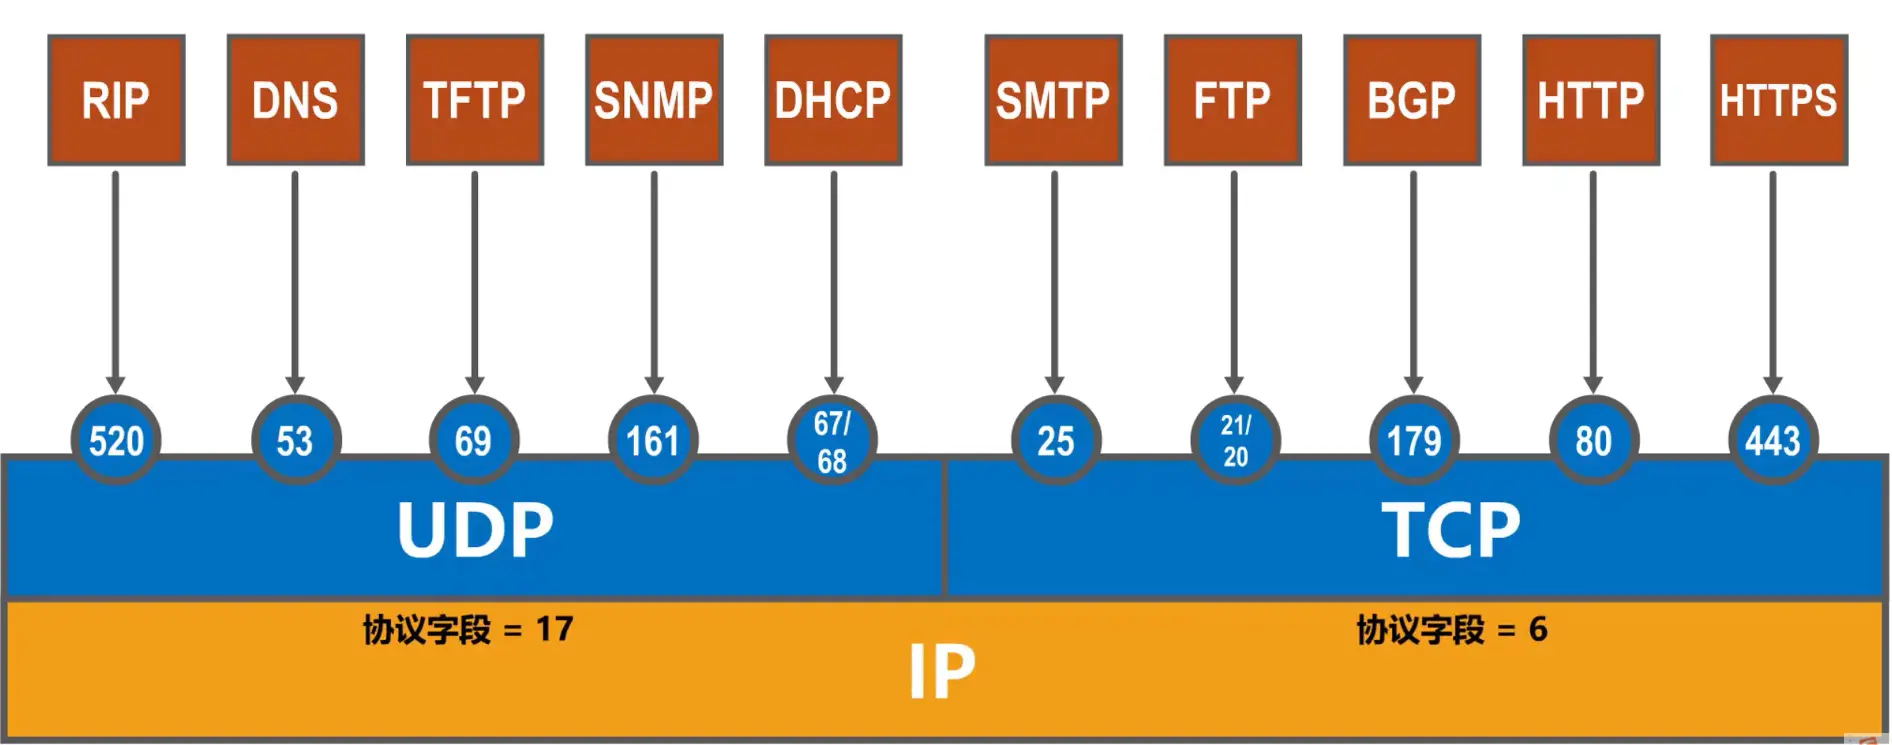 RIP
DNS
TFTP
SNMP
DHCP
SMTP
FTP
BGP
HTTP
HTTPS
520
53
69
161
67/
68
25
21/
20
179
80
443
UDP
TCP
协议字段 = 17
协议字段 = 6
IP